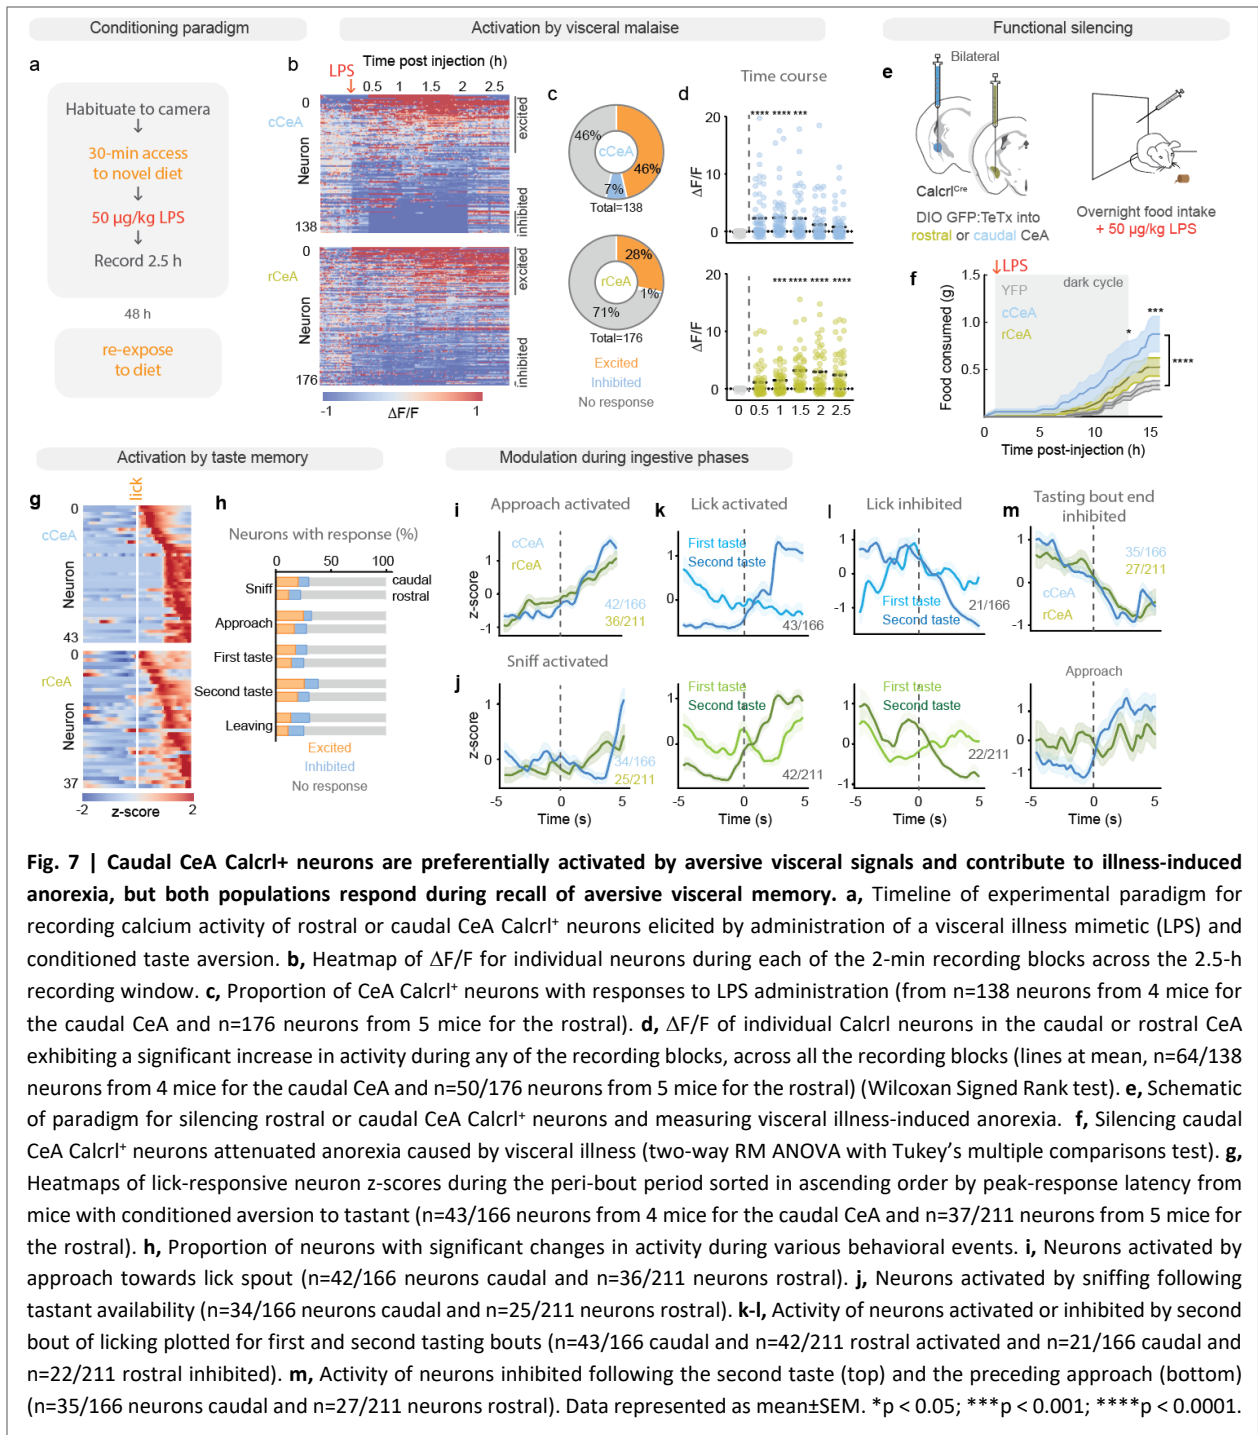 Conditioning paradigm
Activation by visceral malaise
Functional silencing
a
Habituate to camera
30-min access
to novel diet
50 µg/kg LPS
Record 2.5 h
48 h
re-expose
to diet
b
Time post injection (h)
LPS
0.5 1 1.5 2 2.5
0
cCeA
Neuron
138
excited
inhibited
0
rCeA
Neuron
176
excited
inhibited
-1
ΔF/F
1
c
46%
cCeA
46%
7%
Total=138
28%
rCeA
1%
71%
Total=176
Excited
Inhibited
No response
d
Time course
20
10
0
ΔF/F
**** **** ***
20
10
0
ΔF/F
*** **** **** ****
0 0.5 1 1.5 2 2.5
e
Bilateral
Calcrl^Cre
DIO GFP:TeTx into
rostral or caudal CeA
Overnight food intake
+ 50 µg/kg LPS
f
LPS
1.5
1.0
0.5
Food consumed (g)
YFP
cCeA
rCeA
dark cycle
*
***
****
0 5 10 15
Time post-injection (h)
Activation by taste memory
Modulation during ingestive phases
g
lick
0
cCeA
Neuron
43
0
rCeA
Neuron
37
-2
z-score
2
h
Neurons with response (%)
0 50 100
Sniff
caudal
rostral
Approach
First taste
Second taste
Leaving
Excited
Inhibited
No response
i
Approach activated
cCeA
rCeA
1
0
-1
z-score
42/166
36/211
j
Sniff activated
1
0
z-score
34/166
25/211
-5 0 5
Time (s)
k
Lick activated
First taste
Second taste
1
0
43/166
First taste
Second taste
1
0
42/211
-5 0 5
Time (s)
l
Lick inhibited
1
0
-1
First taste
Second taste
21/166
First taste
Second taste
1
0
-1
22/211
-5 0 5
Time (s)
m
Tasting bout end
inhibited
1
0
-1
35/166
27/211
cCeA
rCeA
Approach
1
0
-1
-5 0 5
Time (s)
Fig. 7 | Caudal CeA Calcrl+ neurons are preferentially activated by aversive visceral signals and contribute to illness-induced
anorexia, but both populations respond during recall of aversive visceral memory. a, Timeline of experimental paradigm for
recording calcium activity of rostral or caudal CeA Calcrl⁺ neurons elicited by administration of a visceral illness mimetic (LPS) and
conditioned taste aversion. b, Heatmap of ΔF/F for individual neurons during each of the 2-min recording blocks across the 2.5-h
recording window. c, Proportion of CeA Calcrl⁺ neurons with responses to LPS administration (from n=138 neurons from 4 mice for
the caudal CeA and n=176 neurons from 5 mice for the rostral). d, ΔF/F of individual Calcrl neurons in the caudal or rostral CeA
exhibiting a significant increase in activity during any of the recording blocks, across all the recording blocks (lines at mean, n=64/138
neurons from 4 mice for the caudal CeA and n=50/176 neurons from 5 mice for the rostral) (Wilcoxan Signed Rank test). e, Schematic
of paradigm for silencing rostral or caudal CeA Calcrl⁺ neurons and measuring visceral illness-induced anorexia. f, Silencing caudal
CeA Calcrl⁺ neurons attenuated anorexia caused by visceral illness (two-way RM ANOVA with Tukey's multiple comparisons test). g,
Heatmaps of lick-responsive neuron z-scores during the peri-bout period sorted in ascending order by peak-response latency from
mice with conditioned aversion to tastant (n=43/166 neurons from 4 mice for the caudal CeA and n=37/211 neurons from 5 mice for
the rostral). h, Proportion of neurons with significant changes in activity during various behavioral events. i, Neurons activated by
approach towards lick spout (n=42/166 neurons caudal and n=36/211 neurons rostral). j, Neurons activated by sniffing following
tastant availability (n=34/166 neurons caudal and n=25/211 neurons rostral). k-l, Activity of neurons activated or inhibited by second
bout of licking plotted for first and second tasting bouts (n=43/166 caudal and n=42/211 rostral activated and n=21/166 caudal and
n=22/211 rostral inhibited). m, Activity of neurons inhibited following the second taste (top) and the preceding approach (bottom)
(n=35/166 neurons caudal and n=27/211 neurons rostral). Data represented as mean±SEM. *p < 0.05; ***p < 0.001; ****p < 0.0001.